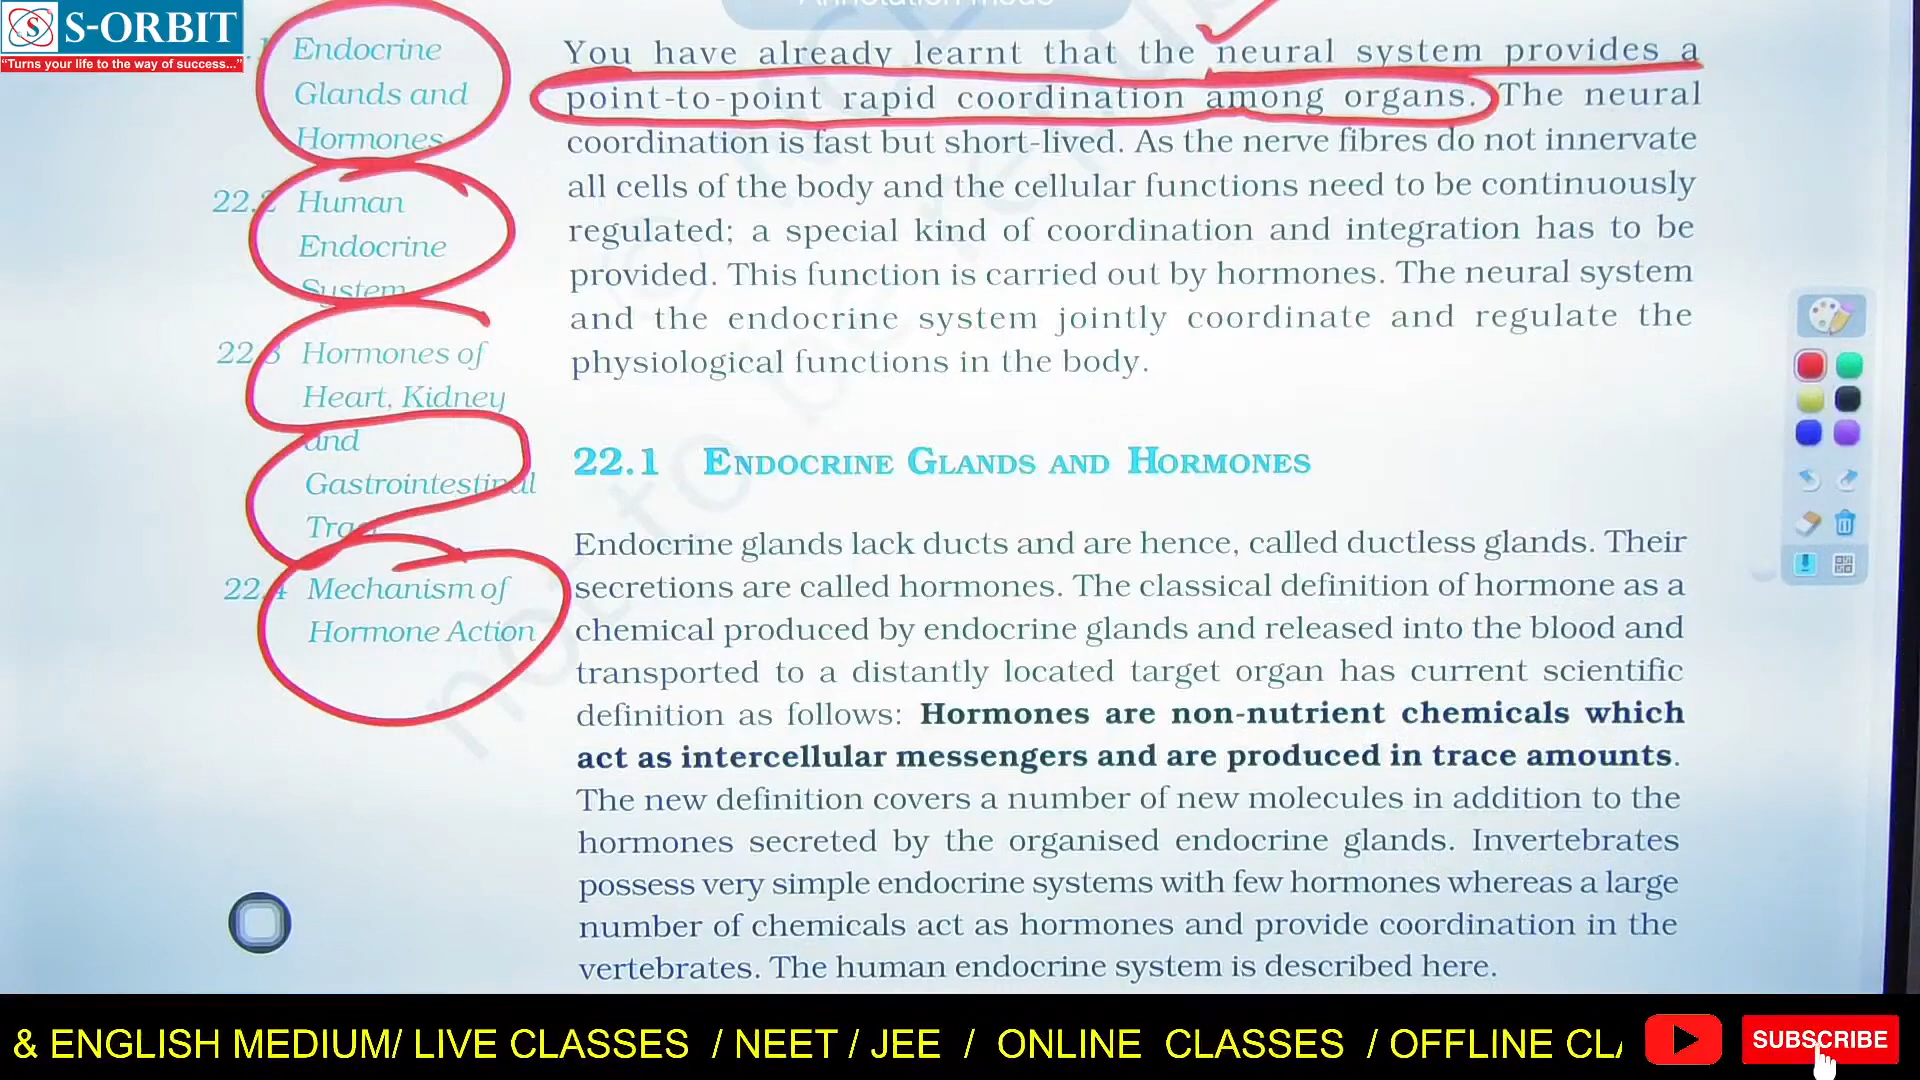 S-ORBIT
"Turns your life to the way of success..."
Endocrine
Glands and
Hormones
22.2 Human
Endocrine
System
22.3 Hormones of
Heart, Kidney
and
Gastrointestinal
Tract
22.4 Mechanism of
Hormone Action
You have already learnt that the neural system provides a
point-to-point rapid coordination among organs. The neural
coordination is fast but short-lived. As the nerve fibres do not innervate
all cells of the body and the cellular functions need to be continuously
regulated; a special kind of coordination and integration has to be
provided. This function is carried out by hormones. The neural system
and the endocrine system jointly coordinate and regulate the
physiological functions in the body.
22.1 ENDOCRINE GLANDS AND HORMONES
Endocrine glands lack ducts and are hence, called ductless glands. Their
secretions are called hormones. The classical definition of hormone as a
chemical produced by endocrine glands and released into the blood and
transported to a distantly located target organ has current scientific
definition as follows: Hormones are non-nutrient chemicals which
act as intercellular messengers and are produced in trace amounts.
The new definition covers a number of new molecules in addition to the
hormones secreted by the organised endocrine glands. Invertebrates
possess very simple endocrine systems with few hormones whereas a large
number of chemicals act as hormones and provide coordination in the
vertebrates. The human endocrine system is described here.
not to be
& ENGLISH MEDIUM/ LIVE CLASSES / NEET / JEE / ONLINE CLASSES / OFFLINE CLA
SUBSCRIBE